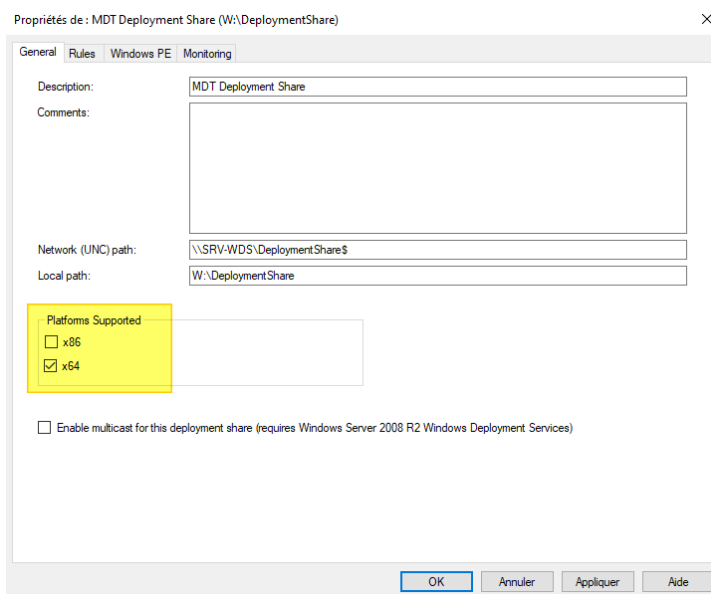 Propriétés de : MDT Deployment Share (W:\DeploymentShare)
General Rules Windows PE Monitoring
Description: MDT Deployment Share
Comments:
Network (UNC) path: \\SRV-WDS\DeploymentShare$
Local path: W:\DeploymentShare
Platforms Supported
x86
x64
Enable multicast for this deployment share (requires Windows Server 2008 R2 Windows Deployment Services)
OK Annuler Appliquer Aide